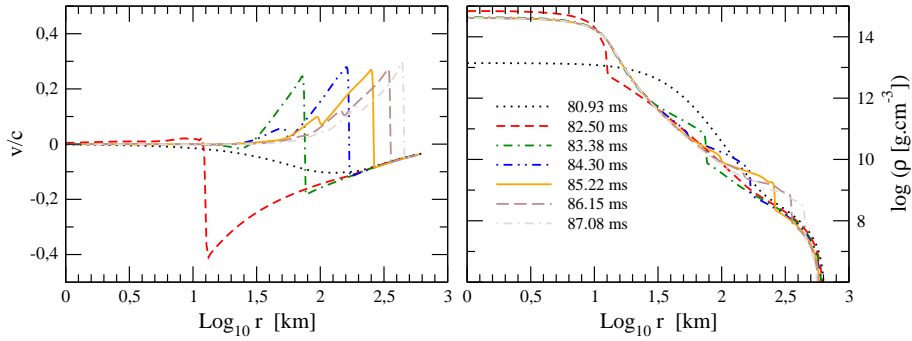 0,4
0,2
0
-0,2
-0,4
v/c
0 0,5 1 1,5 2 2,5 3
Log10 r [km]
80.93 ms
82.50 ms
83.38 ms
84.30 ms
85.22 ms
86.15 ms
87.08 ms
0 0,5 1 1,5 2 2,5 3
Log10 r [km]
14
12
10
8
log (ρ [g.cm-3])